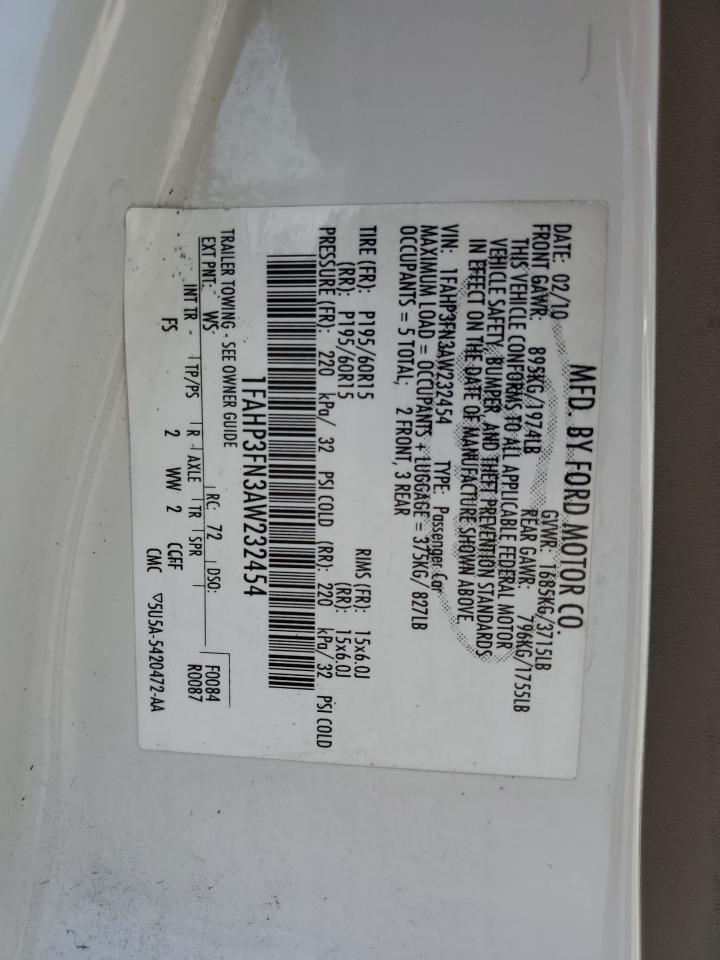 MFD. BY FORD MOTOR CO.
DATE: 02/10 GVWR: 1685KG/3715LB
FRONT GAWR: 895KG/1974LB REAR GAWR: 796KG/1755LB
THIS VEHICLE CONFORMS TO ALL APPLICABLE FEDERAL MOTOR
VEHICLE SAFETY, BUMPER, AND THEFT PREVENTION STANDARDS
IN EFFECT ON THE DATE OF MANUFACTURE SHOWN ABOVE.
VIN: 1FAHP3FN3AW232454 TYPE: Passenger Car
MAXIMUM LOAD = OCCUPANTS + LUGGAGE = 375KG/ 827LB
OCCUPANTS = 5 TOTAL; 2 FRONT, 3 REAR
TIRE (FR): P195/60R15 RIMS (FR): 15x6.0J
(RR): P195/60R15 (RR): 15x6.0J
PRESSURE (FR): 220 kPa/ 32 PSI COLD (RR): 220 kPa/ 32 PSI COLD
1FAHP3FN3AW232454
TRAILER TOWING - SEE OWNER GUIDE
EXT PNT: WS RC: 72 DSO: F0084
R0087
INT TR TP/PS R AXLE TR SPR
FS 2 WW 2 CCFF
CMC ▽5U5A-5420472-AA